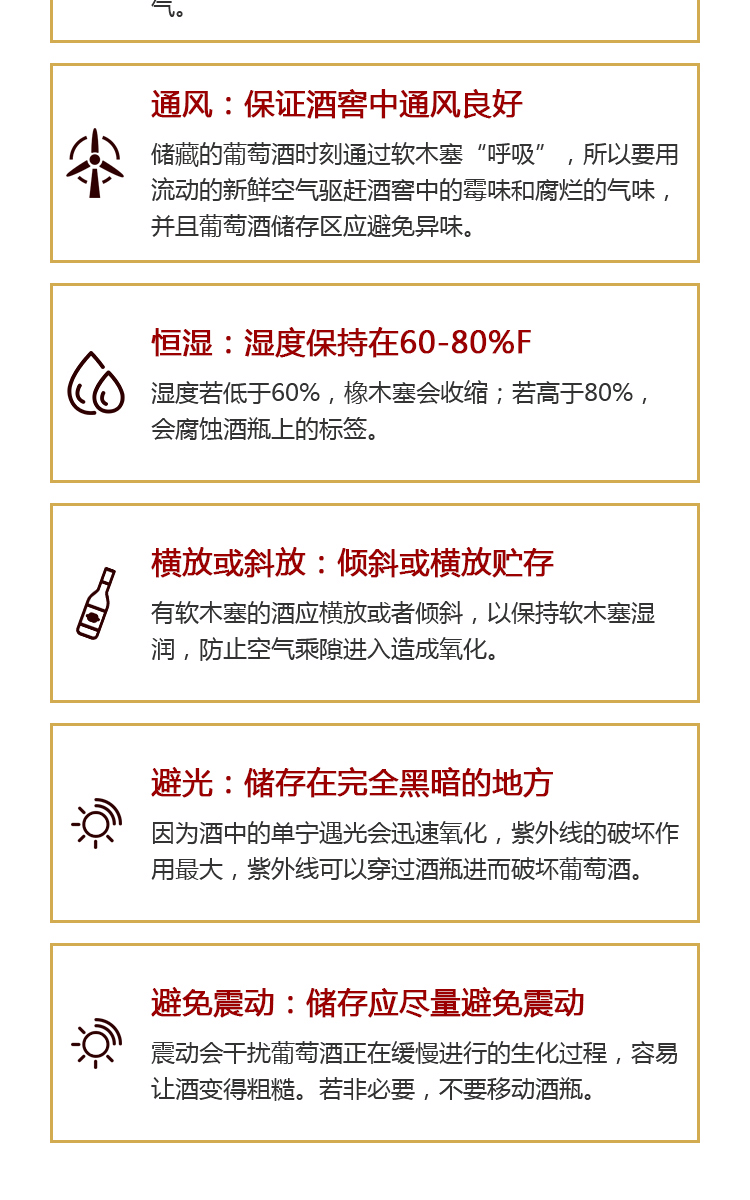 气。
通风：保证酒窖中通风良好
储藏的葡萄酒时刻通过软木塞“呼吸”，所以要用
流动的新鲜空气驱赶酒窖中的霉味和腐烂的气味，
并且葡萄酒储存区应避免异味。
恒湿：湿度保持在60-80%F
湿度若低于60%，橡木塞会收缩；若高于80%，
会腐蚀酒瓶上的标签。
横放或斜放：倾斜或横放贮存
有软木塞的酒应横放或者倾斜，以保持软木塞湿
润，防止空气乘隙进入造成氧化。
避光：储存在完全黑暗的地方
因为酒中的单宁遇光会迅速氧化，紫外线的破坏作
用最大，紫外线可以穿过酒瓶进而破坏葡萄酒。
避免震动：储存应尽量避免震动
震动会干扰葡萄酒正在缓慢进行的生化过程，容易
让酒变得粗糙。若非必要，不要移动酒瓶。